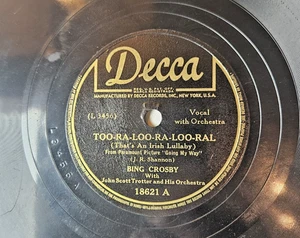 Decca
MANUFACTURED BY DECCA RECORDS, INC., NEW YORK, U.S.A.
(L 3456)
Vocal
with Orchestra
TOO-RA-LOO-RA-LOO-RAL
(That's An Irish Lullaby)
From Paramount Picture "Going My Way"
(J. R. Shannon)
BING CROSBY
With
John Scott Trotter and His Orchestra
18621 A